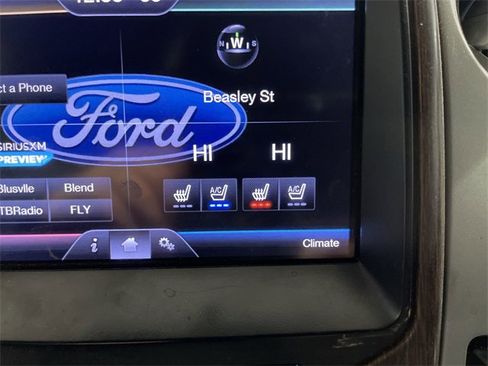 N W S
ct a Phone
Beasley St
Ford
SIRIUSXM
PREVIEW
HI HI
A/C A/C
Blusvlle Blend
TBRadio FLY
i
Climate